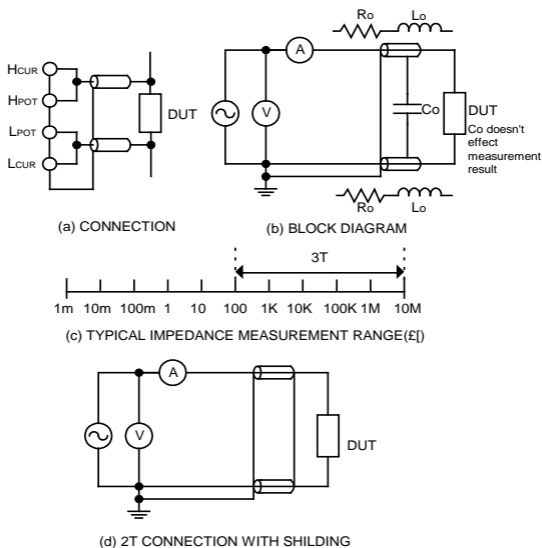 HCUR
HPOT
LPOT
LCUR
DUT
(a) CONNECTION
Ro Lo
A
V
Co
DUT
Co doesn't
effect
measurement
result
Ro Lo
(b) BLOCK DIAGRAM
3T
1m 10m 100m 1 10 100 1K 10K 100K 1M 10M
(c) TYPICAL IMPEDANCE MEASUREMENT RANGE(£[)
A
V
DUT
(d) 2T CONNECTION WITH SHILDING